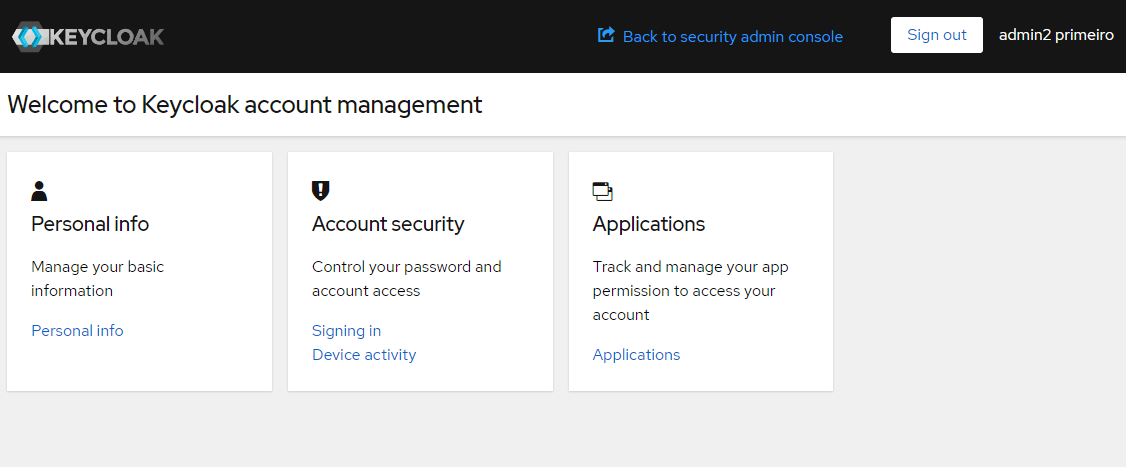 KEYCLOAK
Back to security admin console
Sign out
admin2 primeiro
Welcome to Keycloak account management
Personal info
Manage your basic
information
Personal info
Account security
Control your password and
account access
Signing in
Device activity
Applications
Track and manage your app
permission to access your
account
Applications